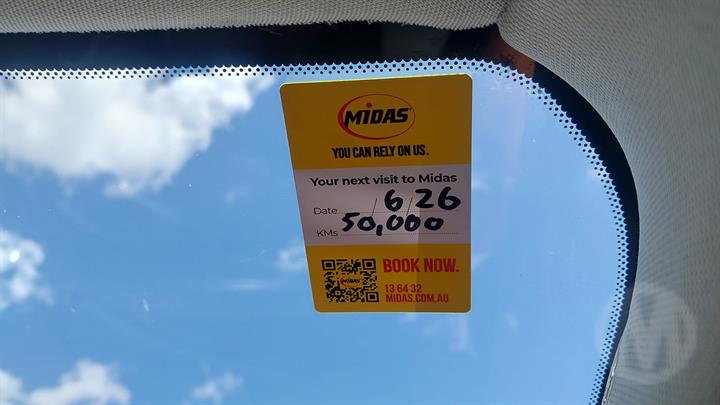 MIDAS
YOU CAN RELY ON US.
Your next visit to Midas
Date / 6 / 26
KMs 50,000
MIDAS
BOOK NOW.
13 64 32
MIDAS.COM.AU
M